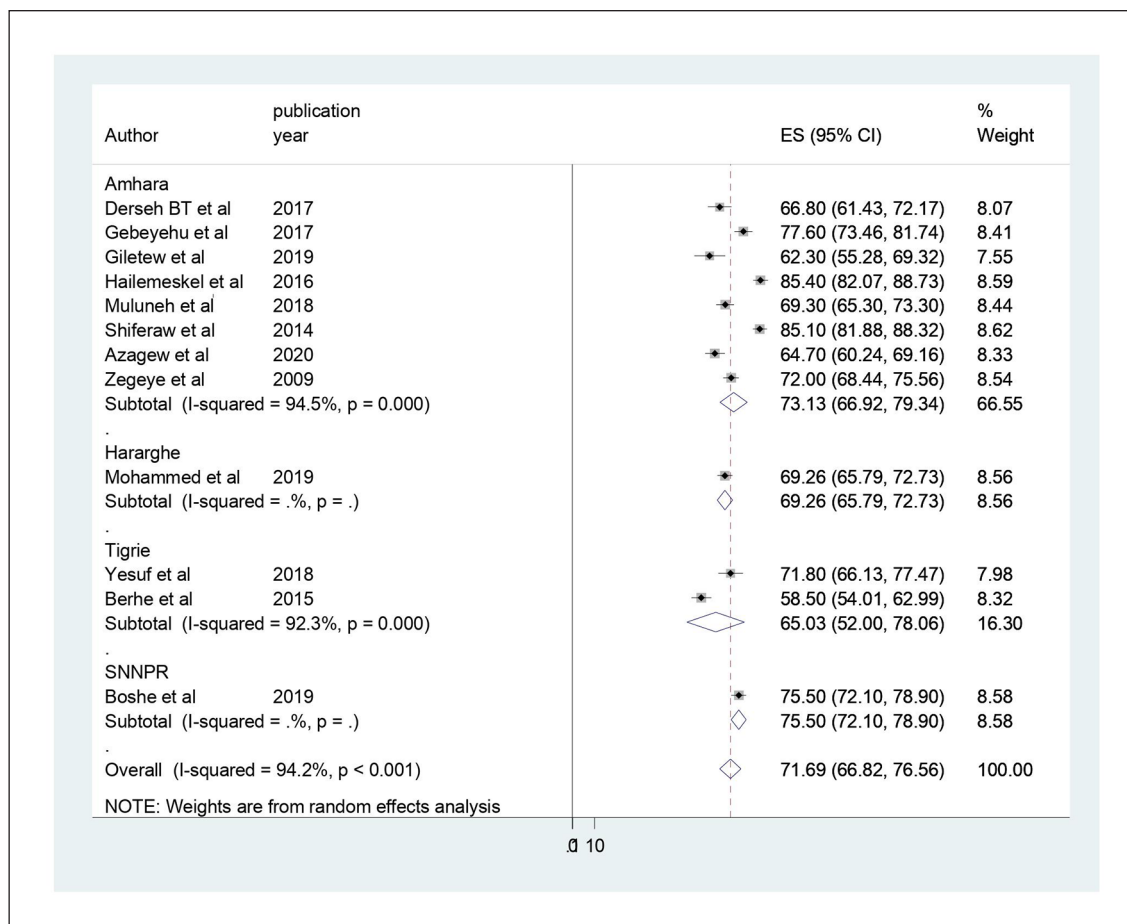 publication %
Author year ES (95% CI) Weight
Amhara
Derseh BT et al 2017 66.80 (61.43, 72.17) 8.07
Gebeyehu et al 2017 77.60 (73.46, 81.74) 8.41
Giletew et al 2019 62.30 (55.28, 69.32) 7.55
Hailemeskel et al 2016 85.40 (82.07, 88.73) 8.59
Muluneh et al 2018 69.30 (65.30, 73.30) 8.44
Shiferaw et al 2014 85.10 (81.88, 88.32) 8.62
Azagew et al 2020 64.70 (60.24, 69.16) 8.33
Zegeye et al 2009 72.00 (68.44, 75.56) 8.54
Subtotal (I-squared = 94.5%, p = 0.000) 73.13 (66.92, 79.34) 66.55
.
Hararghe
Mohammed et al 2019 69.26 (65.79, 72.73) 8.56
Subtotal (I-squared = .%, p = .) 69.26 (65.79, 72.73) 8.56
.
Tigrie
Yesuf et al 2018 71.80 (66.13, 77.47) 7.98
Berhe et al 2015 58.50 (54.01, 62.99) 8.32
Subtotal (I-squared = 92.3%, p = 0.000) 65.03 (52.00, 78.06) 16.30
.
SNNPR
Boshe et al 2019 75.50 (72.10, 78.90) 8.58
Subtotal (I-squared = .%, p = .) 75.50 (72.10, 78.90) 8.58
.
Overall (I-squared = 94.2%, p < 0.001) 71.69 (66.82, 76.56) 100.00
NOTE: Weights are from random effects analysis
10